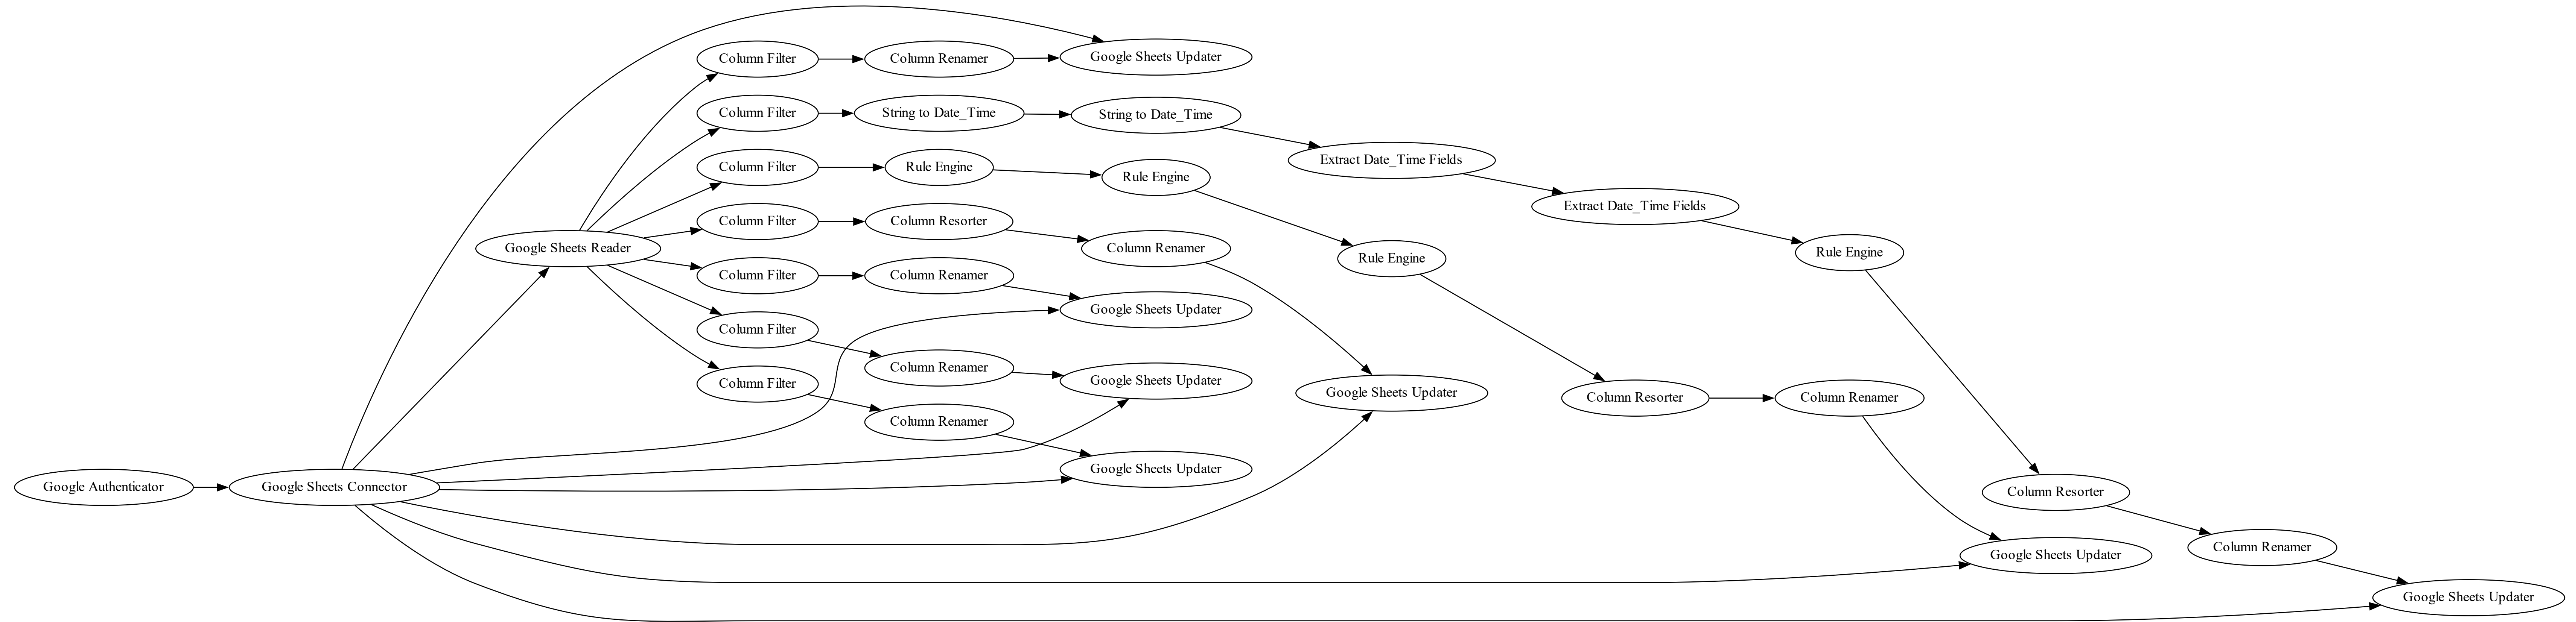 Google Sheets Updater
Column Filter
Column Renamer
Column Filter
String to Date_Time
String to Date_Time
Extract Date_Time Fields
Extract Date_Time Fields
Rule Engine
Column Filter
Rule Engine
Rule Engine
Rule Engine
Column Filter
Column Resorter
Column Renamer
Google Sheets Reader
Column Filter
Column Renamer
Google Sheets Updater
Column Filter
Column Renamer
Google Sheets Updater
Google Sheets Updater
Column Filter
Column Renamer
Google Sheets Updater
Column Resorter
Column Renamer
Google Authenticator
Google Sheets Connector
Column Resorter
Column Renamer
Google Sheets Updater
Google Sheets Updater